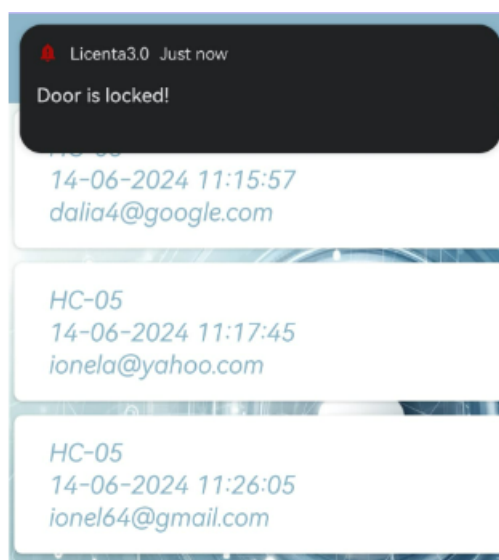 Licenta3.0 Just now
Door is locked!
14-06-2024 11:15:57
dalia4@google.com
HC-05
14-06-2024 11:17:45
ionela@yahoo.com
HC-05
14-06-2024 11:26:05
ionel64@gmail.com